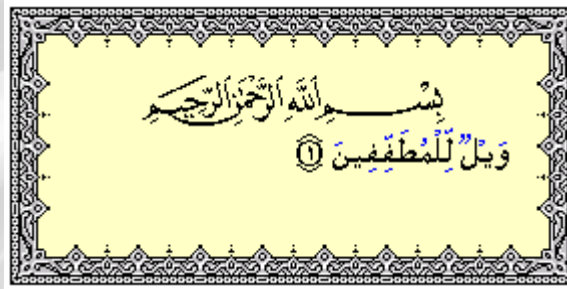 بِسْمِ اللَّهِ الرَّحْمَٰنِ الرَّحِيمِ
وَيْلٌ لِّلْمُطَفِّفِينَ ١